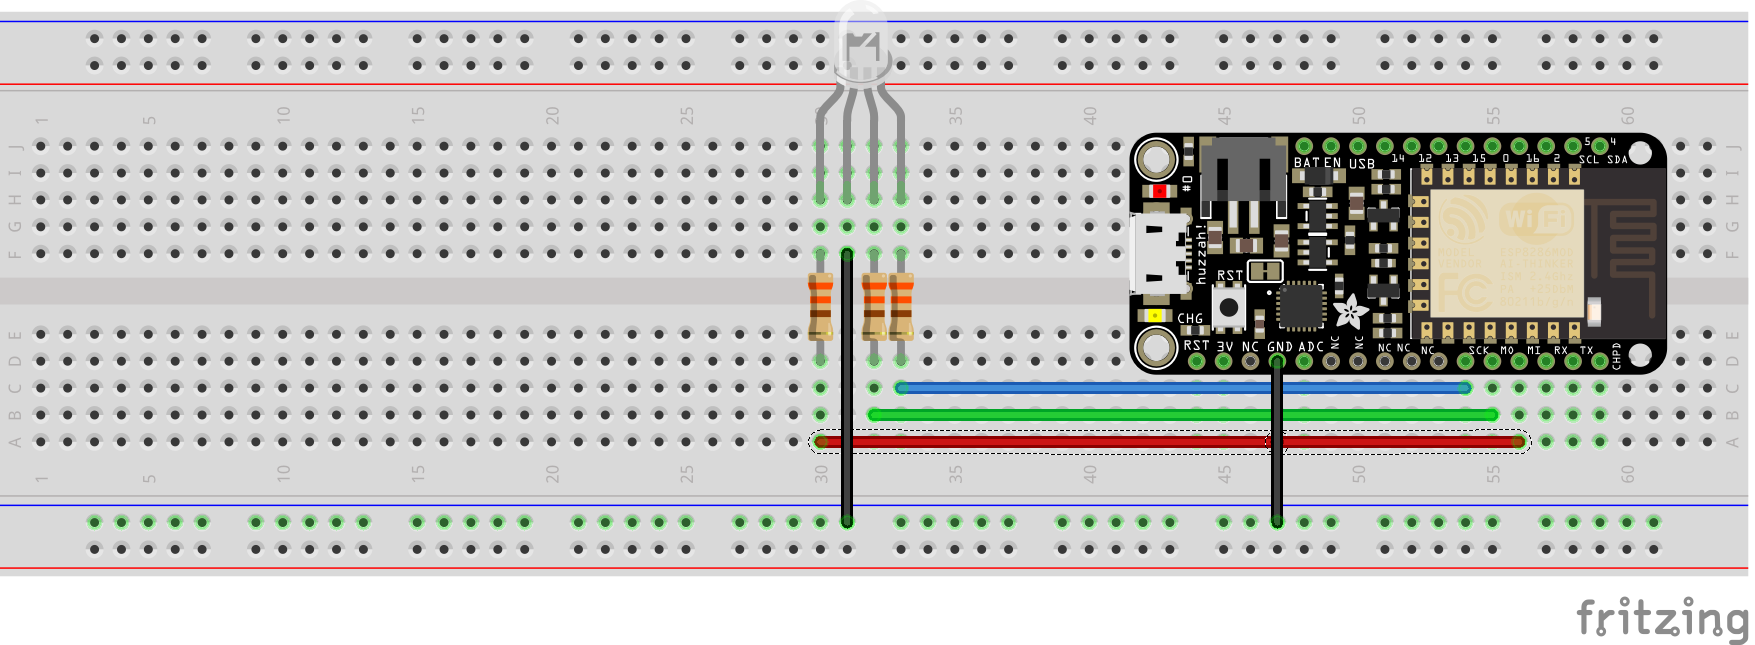 1 5 10 15 20 25 30 35 40 45 50 55 60
J J
I I
H H
G G
F F
E E
D D
C C
B B
A A
BAT EN USB 14 12 13 15 0 16 2 5 4
SCL SDA
#0
huzzah!
WiFi
FC
RST
CHG
RST 3V NC GND ADC NC NC NC NC NC SCK MO MI RX TX CHPD
1 5 10 15 20 25 30 35 40 45 50 55 60
fritzing